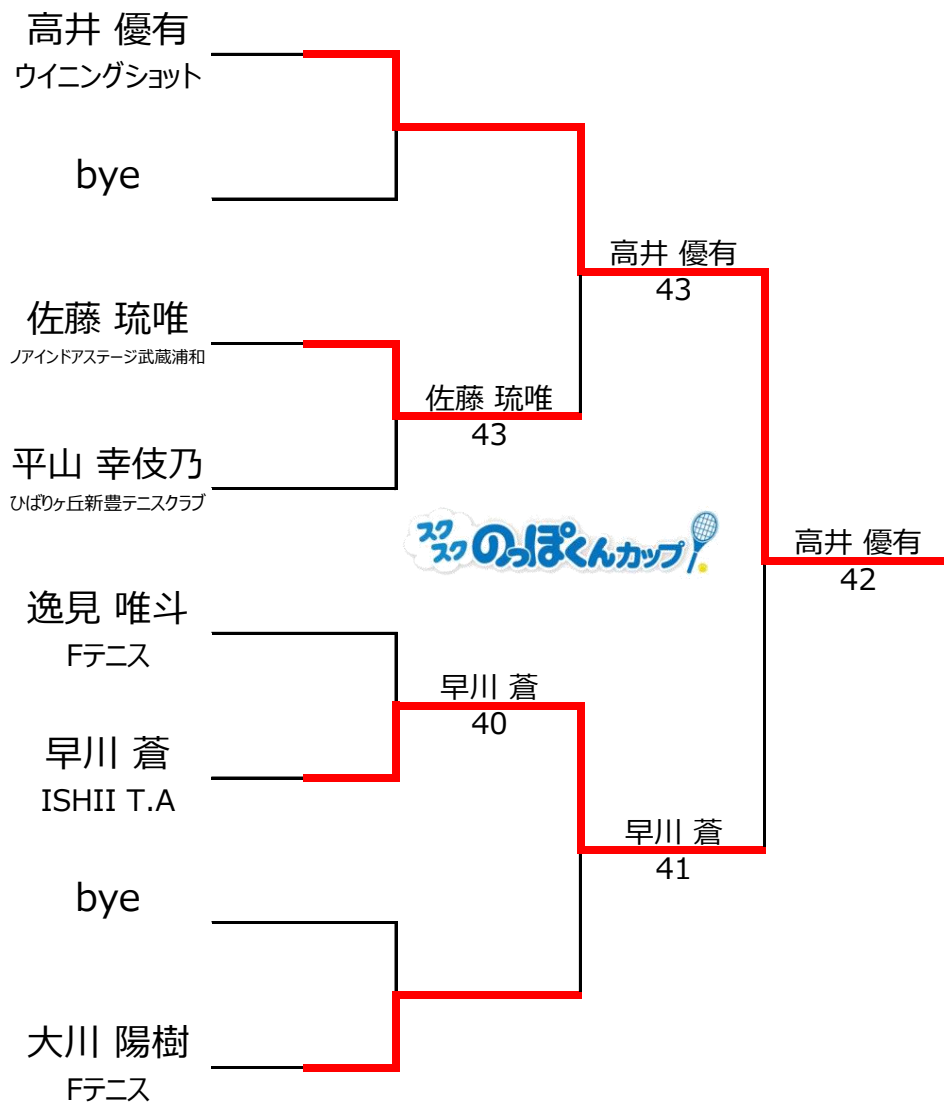 高井 優有
ウイニングショット
bye
高井 優有
43
佐藤 琉唯
ノアインドアステージ武蔵浦和
佐藤 琉唯
43
平山 幸伎乃
ひばりヶ丘新豊テニスクラブ
スクスク のっぽくんカップ
高井 優有
42
逸見 唯斗
Fテニス
早川 蒼
40
早川 蒼
ISHII T.A
早川 蒼
41
bye
大川 陽樹
Fテニス